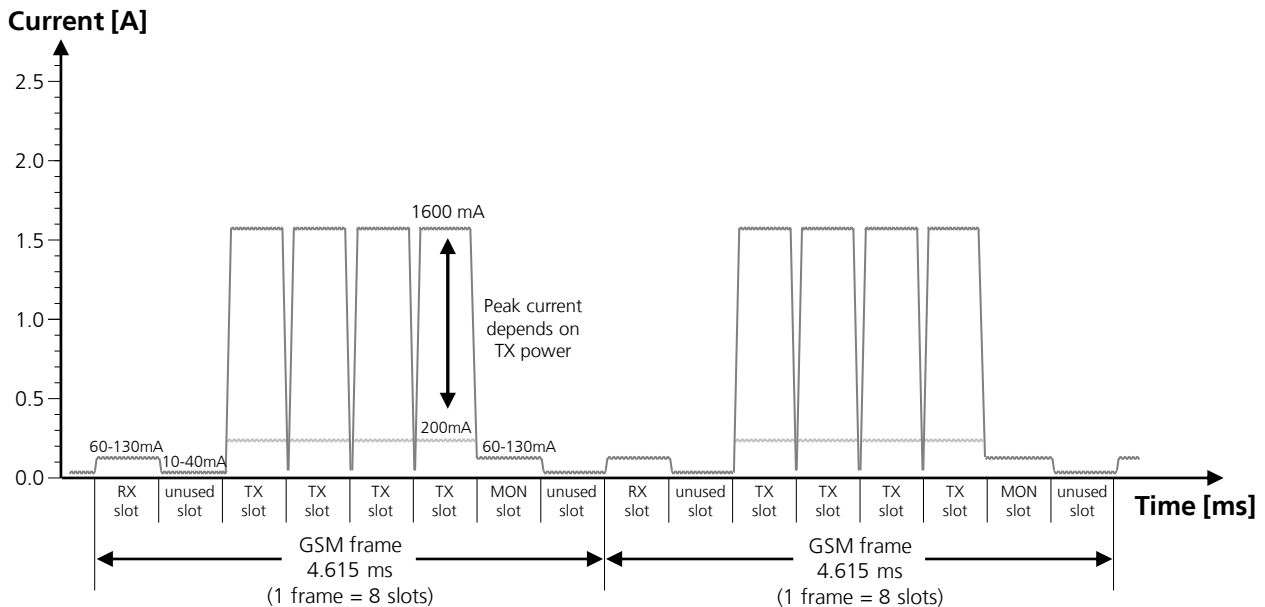 Current [A]
2.5
2.0
1600 mA
1.5
Peak current
depends on
TX power
1.0
0.5
200mA
60-130mA
60-130mA
10-40mA
0.0
RX
slot
unused
slot
TX
slot
TX
slot
TX
slot
TX
slot
MON
slot
unused
slot
RX
slot
unused
slot
TX
slot
TX
slot
TX
slot
TX
slot
MON
slot
unused
slot
Time [ms]
GSM frame
4.615 ms
(1 frame = 8 slots)
GSM frame
4.615 ms
(1 frame = 8 slots)